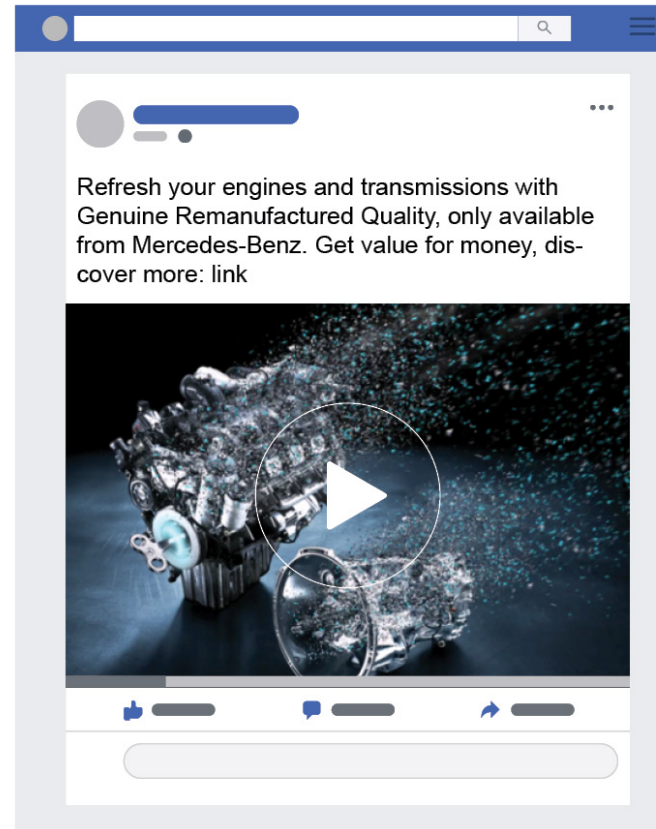 Refresh your engines and transmissions with
Genuine Remanufactured Quality, only available
from Mercedes-Benz. Get value for money, dis-
cover more: link